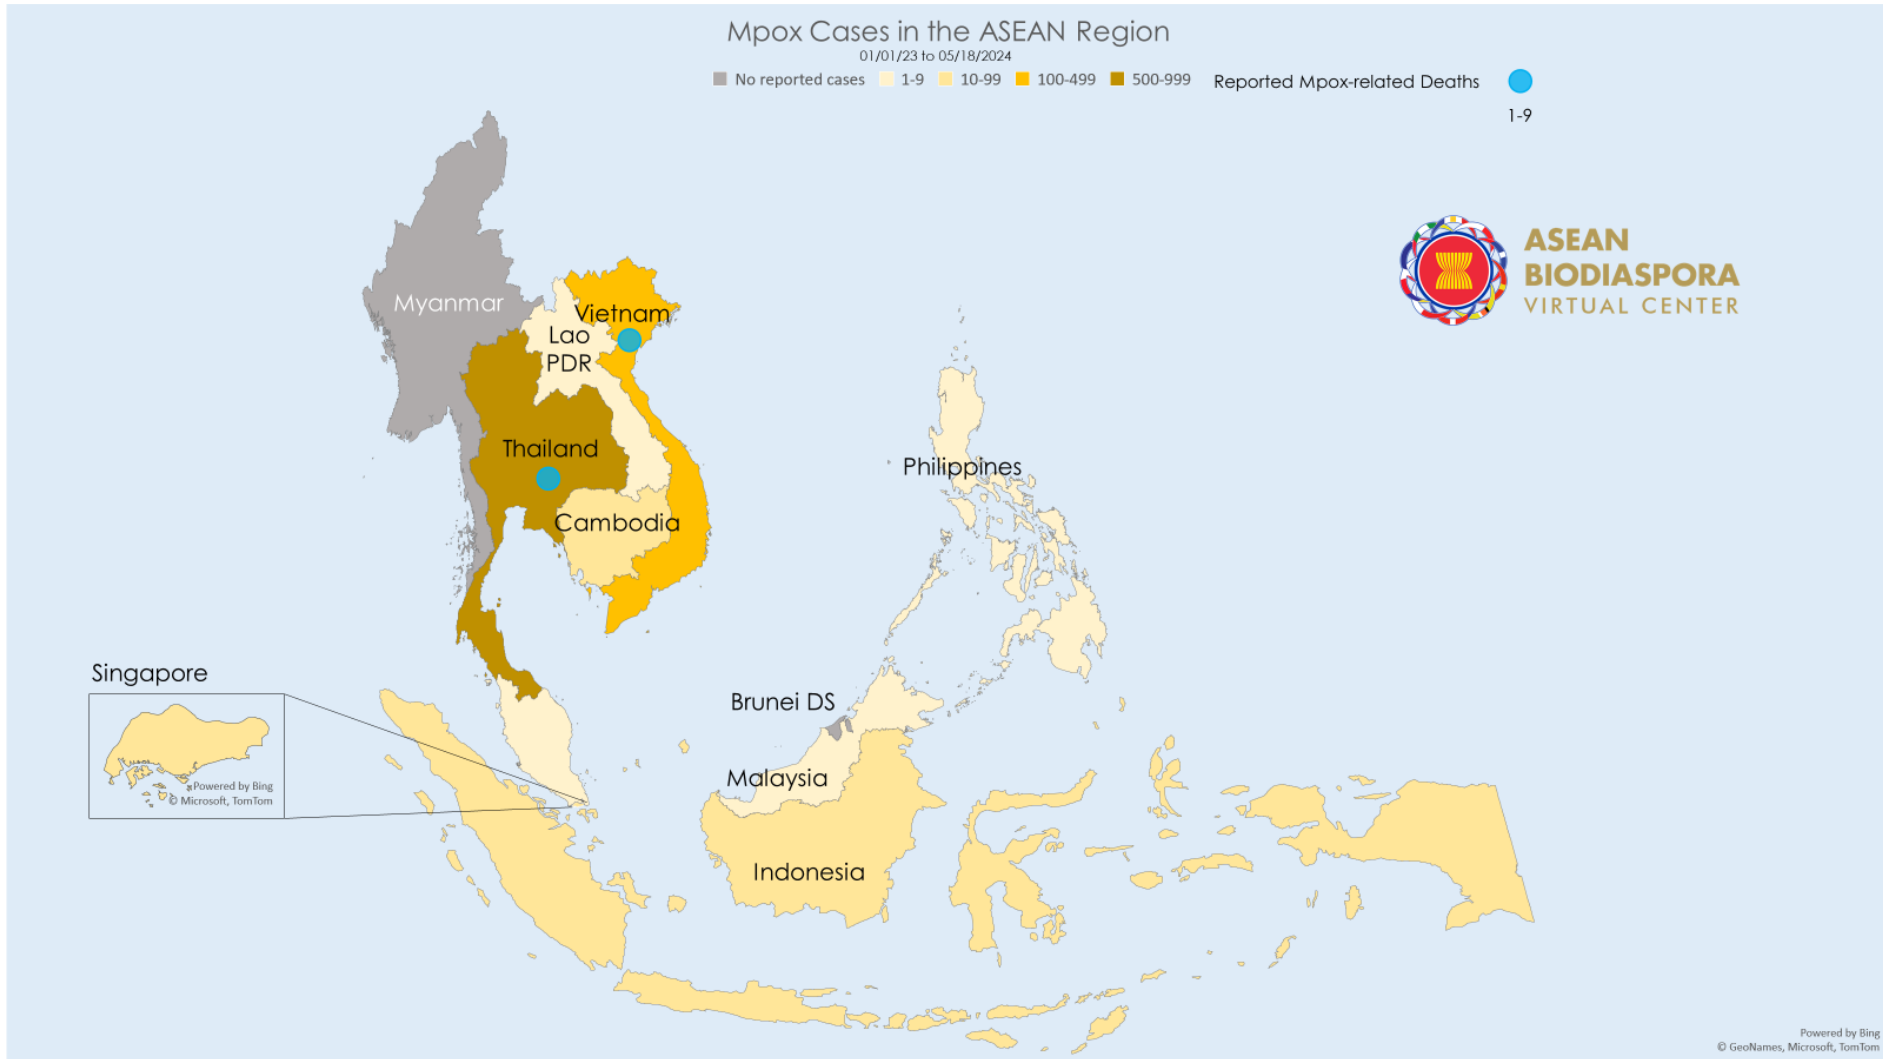 Mpox Cases in the ASEAN Region
01/01/23 to 05/18/2024
No reported cases 1-9 10-99 100-499 500-999 Reported Mpox-related Deaths
1-9
ASEAN
BIODIASPORA
VIRTUAL CENTER
Myanmar
Vietnam
Lao
PDR
Thailand
Philippines
Cambodia
Singapore
Powered by Bing
© Microsoft, TomTom
Brunei DS
Malaysia
Indonesia
Powered by Bing
© GeoNames, Microsoft, TomTom